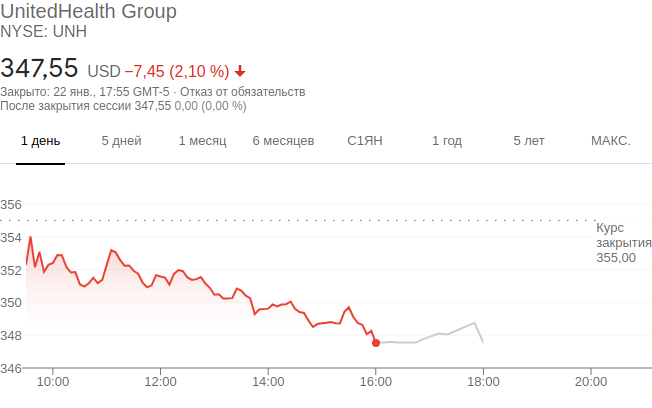 UnitedHealth Group
NYSE: UNH
347,55 USD −7,45 (2,10 %)
Закрыто: 22 янв., 17:55 GMT-5 · Отказ от обязательств
После закрытия сессии 347,55 0,00 (0,00 %)
1 день 5 дней 1 месяц 6 месяцев С1ЯН 1 год 5 лет МАКС.
356
354
352
350
348
346
Курс
закрытия
355,00
10:00 12:00 14:00 16:00 18:00 20:00